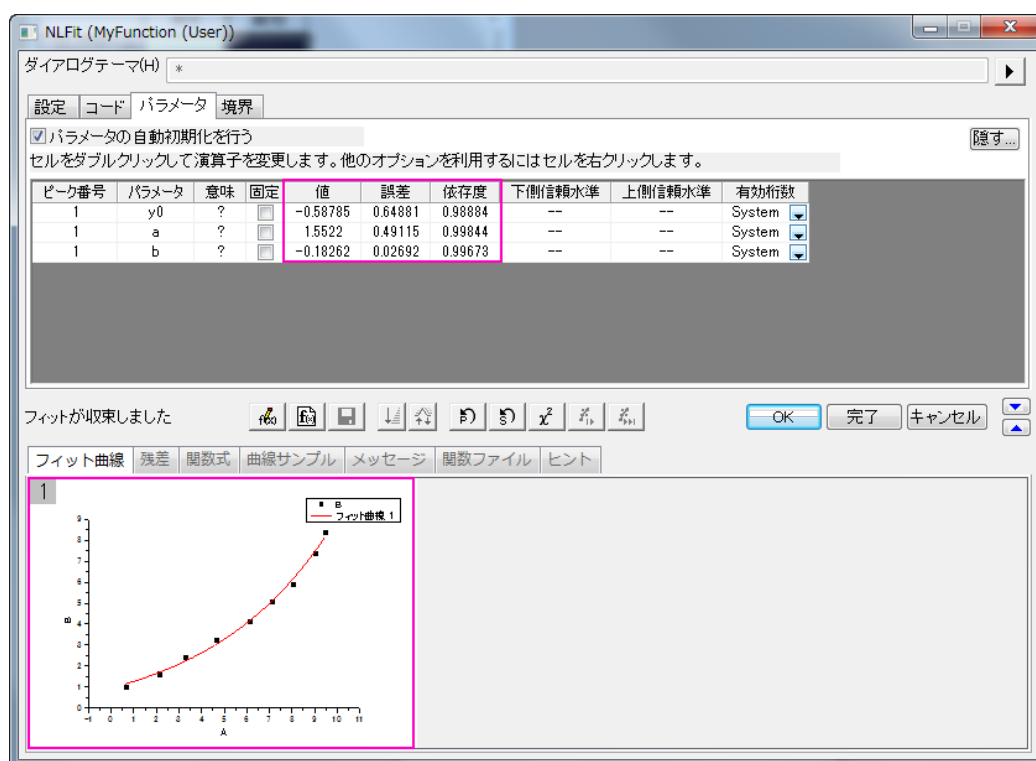 NLFit (MyFunction (User))
ダイアログテーマ(H) *
設定 コード パラメータ 境界
パラメータの自動初期化を行う
隠す...
セルをダブルクリックして演算子を変更します。他のオプションを利用するにはセルを右クリックします。
ピーク番号 パラメータ 意味 固定 値 誤差 依存度 下側信頼水準 上側信頼水準 有効桁数
1 y0 ? -0.58785 0.64881 0.98884 -- -- System
1 a ? 1.5522 0.49115 0.99844 -- -- System
1 b ? -0.18262 0.02692 0.99673 -- -- System
フィットが収束しました
OK 完了 キャンセル
フィット曲線 残差 関数式 曲線サンプル メッセージ 関数ファイル ヒント
1
B
フィット曲線 1
9
8
7
6
5
4
3
2
1
0
B
-1 0 1 2 3 4 5 6 7 8 9 10 11
A